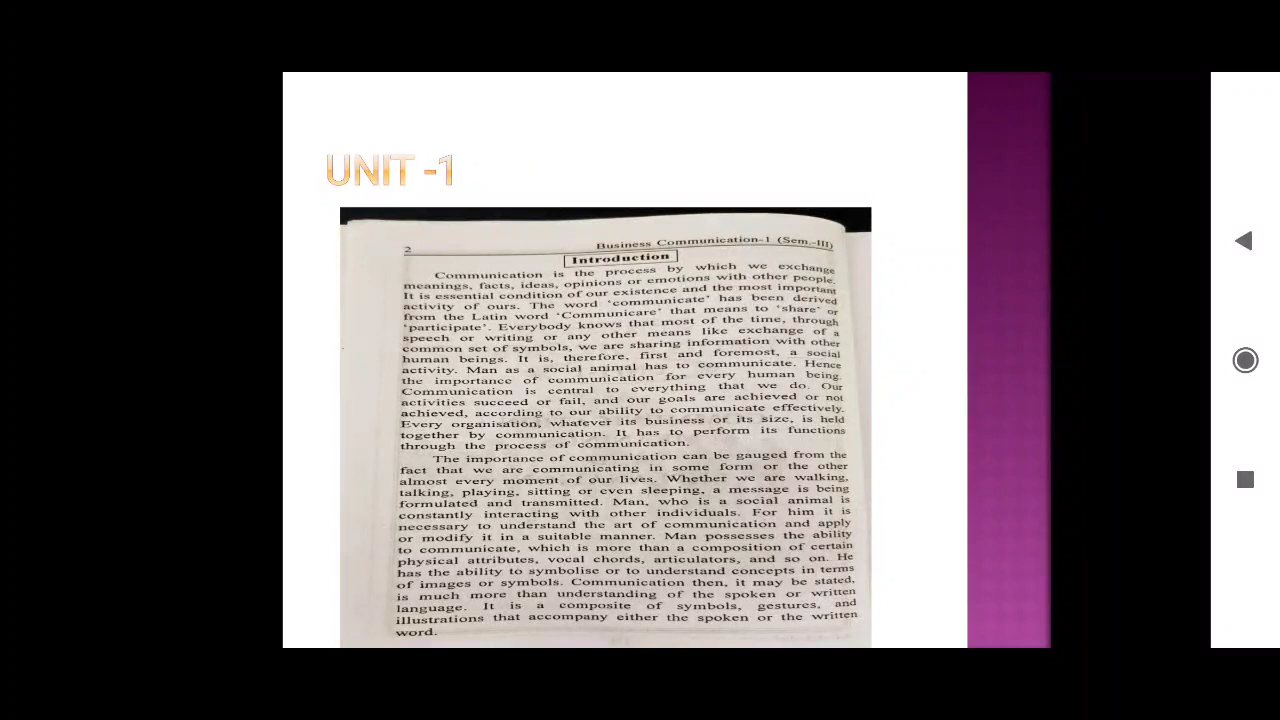 UNIT -1
2 Business Communication-1 (Sem.-III)
Introduction
Communication is the process by which we exchange
meanings, facts, ideas, opinions or emotions with other people.
It is essential condition of our existence and the most important
activity of ours. The word 'communicate' has been derived
from the Latin word 'Communicare' that means to 'share' or
'participate'. Everybody knows that most of the time, through
speech or writing or any other means like exchange of a
common set of symbols, we are sharing information with other
human beings. It is, therefore, first and foremost, a social
activity. Man as a social animal has to communicate. Hence
the importance of communication for every human being.
Communication is central to everything that we do. Our
activities succeed or fail, and our goals are achieved or not
achieved, according to our ability to communicate effectively.
Every organisation, whatever its business or its size, is held
together by communication. It has to perform its functions
through the process of communication.
The importance of communication can be gauged from the
fact that we are communicating in some form or the other
almost every moment of our lives. Whether we are walking,
talking, playing, sitting or even sleeping, a message is being
formulated and transmitted. Man, who is a social animal is
constantly interacting with other individuals. For him it is
necessary to understand the art of communication and apply
or modify it in a suitable manner. Man possesses the ability
to communicate, which is more than a composition of certain
physical attributes, vocal chords, articulators, and so on. He
has the ability to symbolise or to understand concepts in terms
of images or symbols. Communication then, it may be stated,
is much more than understanding of the spoken or written
language. It is a composite of symbols, gestures, and
illustrations that accompany either the spoken or the written
word.